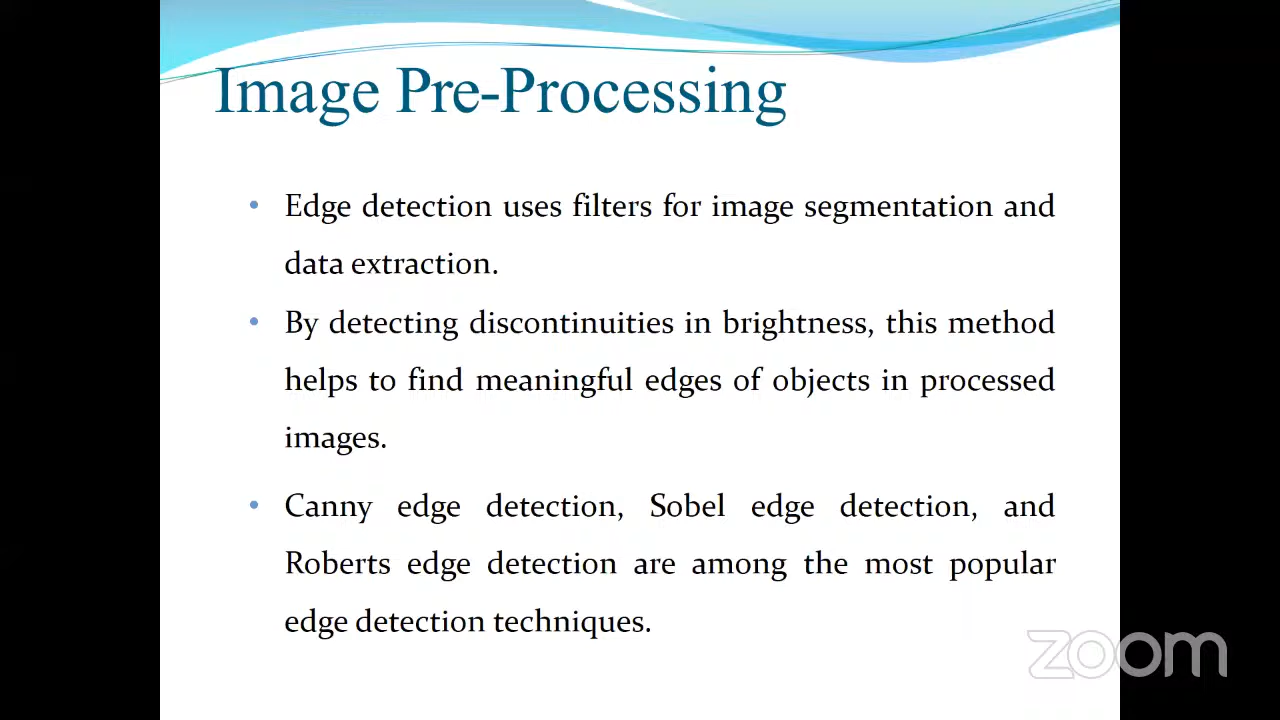 Image Pre-Processing
• Edge detection uses filters for image segmentation and
data extraction.
• By detecting discontinuities in brightness, this method
helps to find meaningful edges of objects in processed
images.
• Canny edge detection, Sobel edge detection, and
Roberts edge detection are among the most popular
edge detection techniques.
zoom